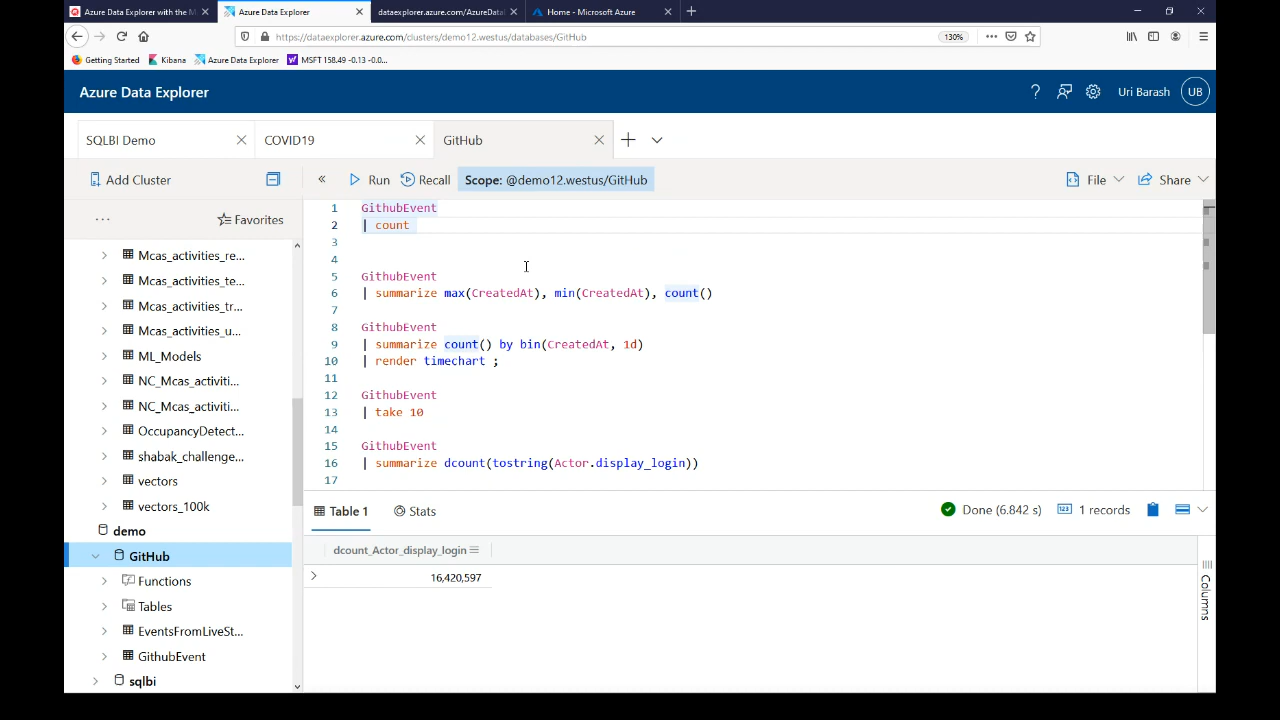 Azure Data Explorer with the M
Azure Data Explorer
dataexplorer.azure.com/AzureData
Home - Microsoft Azure
https://dataexplorer.azure.com/clusters/demo12.westus/databases/GitHub
130%
Getting Started
Kibana
Azure Data Explorer
MSFT 158.49 -0.13 -0.0...
Azure Data Explorer
?
Uri Barash
UB
SQLBI Demo
COVID19
GitHub
Add Cluster
«
Run
Recall
Scope: @demo12.westus/GitHub
File
Share
...
Favorites
Mcas_activities_re...
Mcas_activities_te...
Mcas_activities_tr...
Mcas_activities_u...
ML_Models
NC_Mcas_activiti...
NC_Mcas_activiti...
OccupancyDetect...
shabak_challenge...
vectors
vectors_100k
demo
GitHub
Functions
Tables
EventsFromLiveSt...
GithubEvent
sqlbi
1 GithubEvent
2 | count
3
4
5 GithubEvent
6 | summarize max(CreatedAt), min(CreatedAt), count()
7
8 GithubEvent
9 | summarize count() by bin(CreatedAt, 1d)
10 | render timechart ;
11
12 GithubEvent
13 | take 10
14
15 GithubEvent
16 | summarize dcount(tostring(Actor.display_login))
17
Table 1
Stats
Done (6.842 s)
1 records
dcount_Actor_display_login
16,420,597
Columns